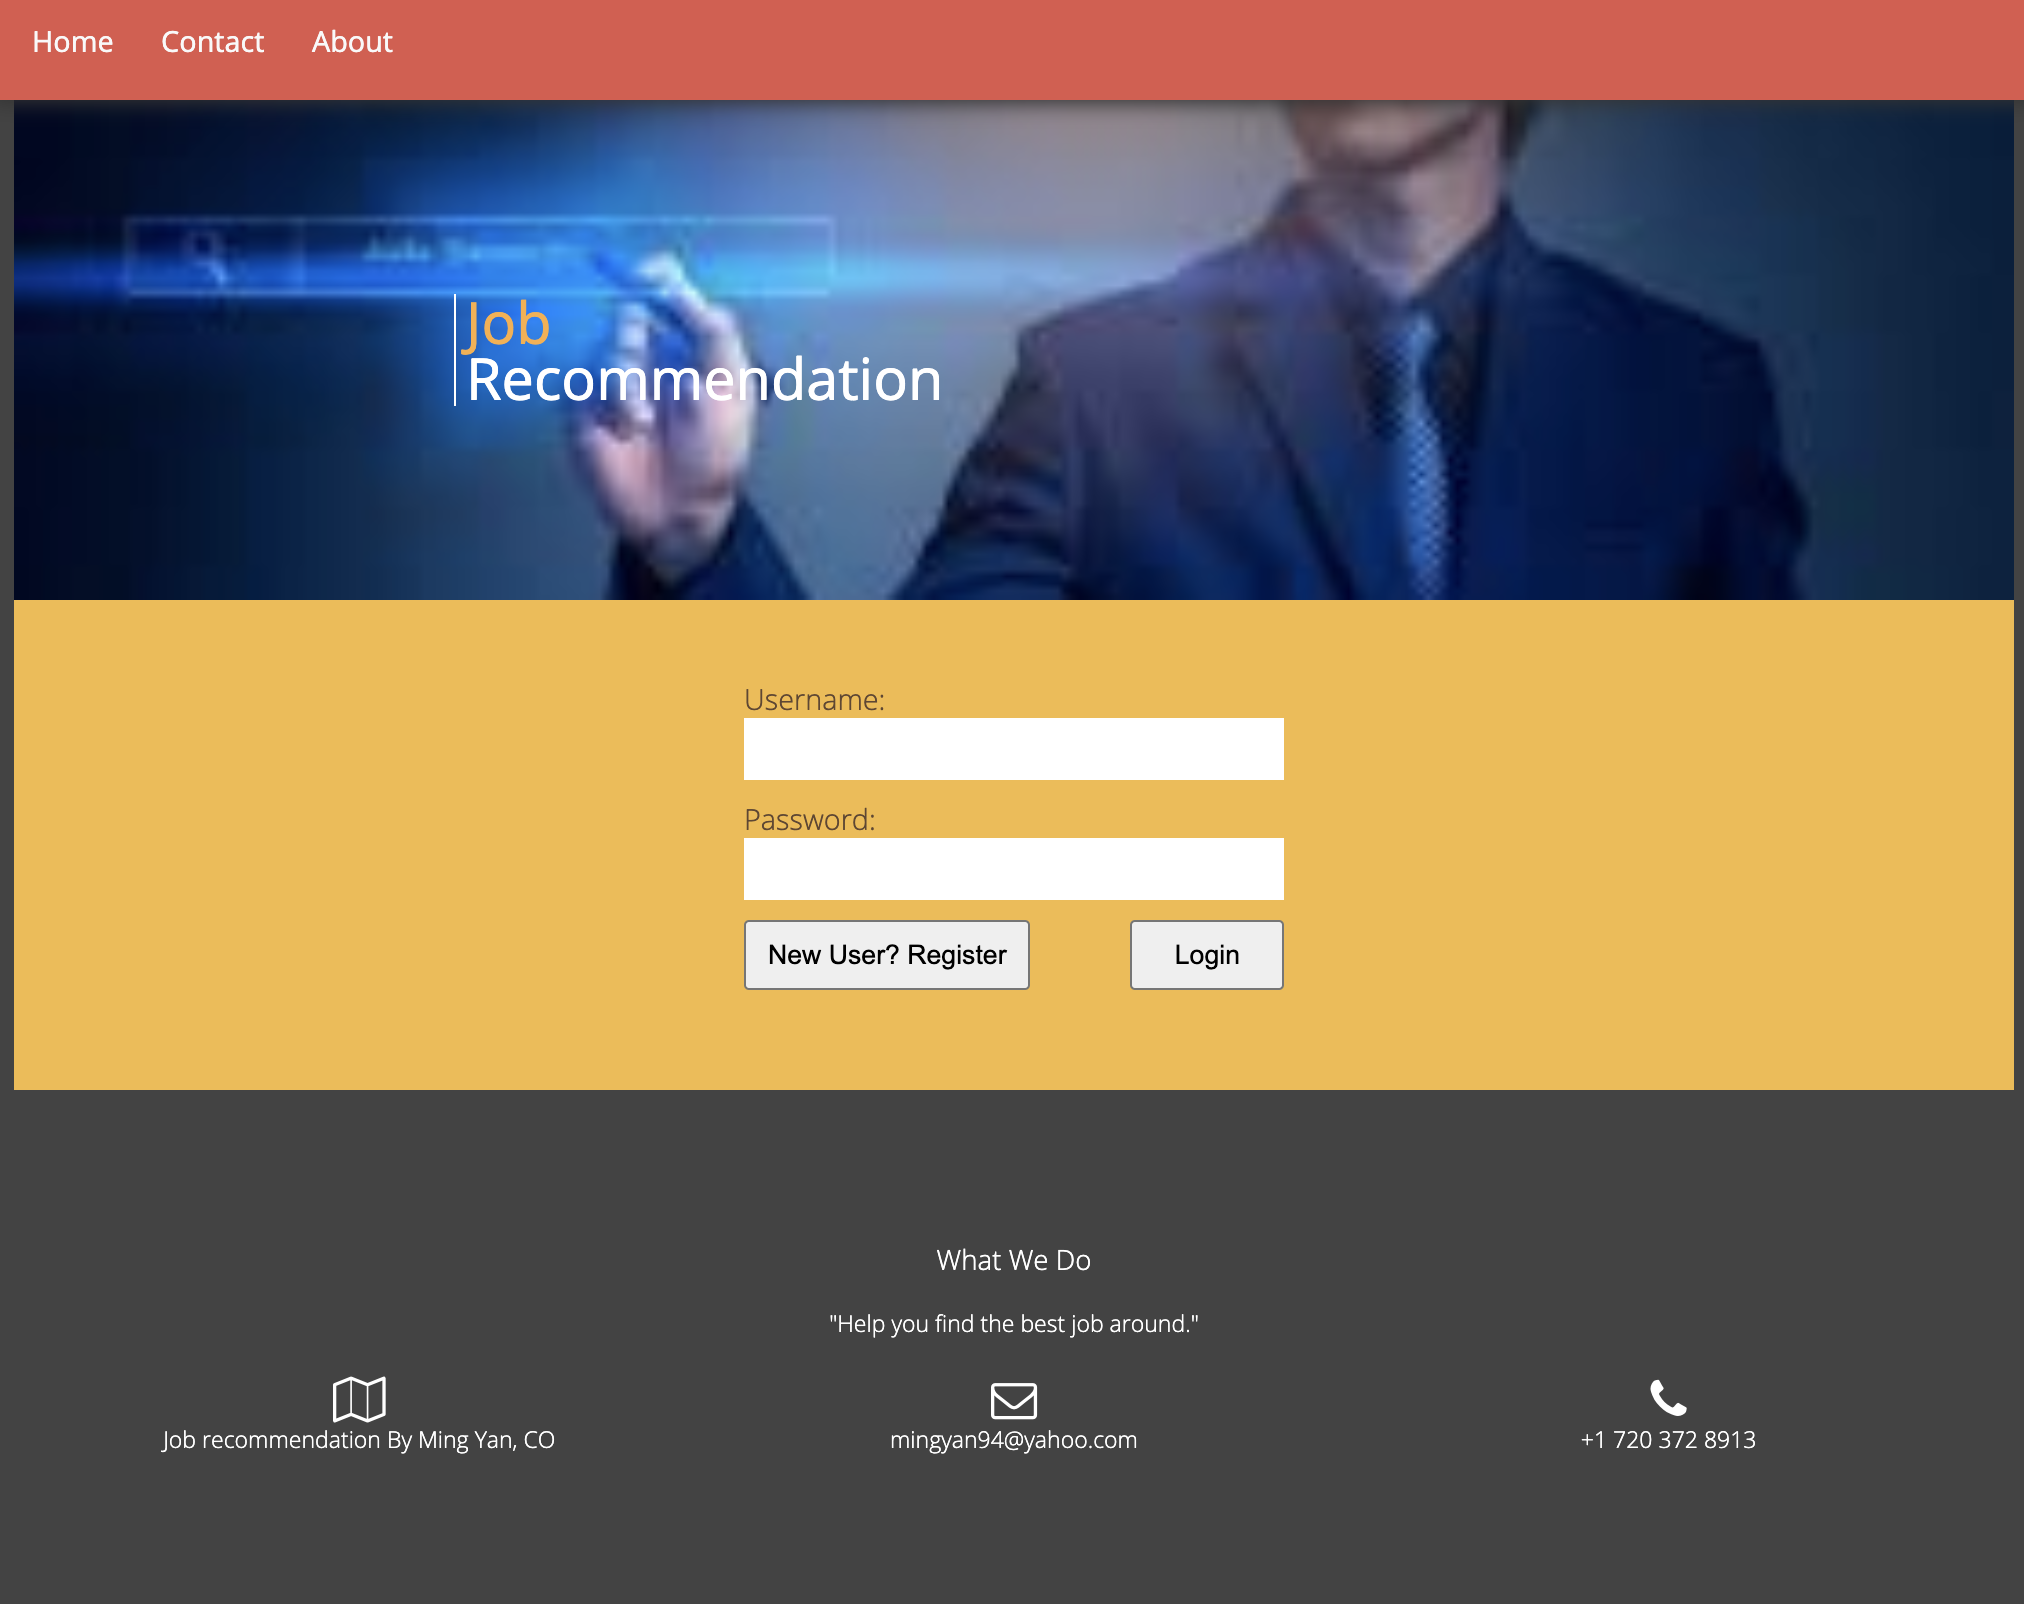 Home Contact About
Job
Recommendation
Username:
Password:
New User? Register Login
What We Do
"Help you find the best job around."
Job recommendation By Ming Yan, CO
mingyan94@yahoo.com
+1 720 372 8913